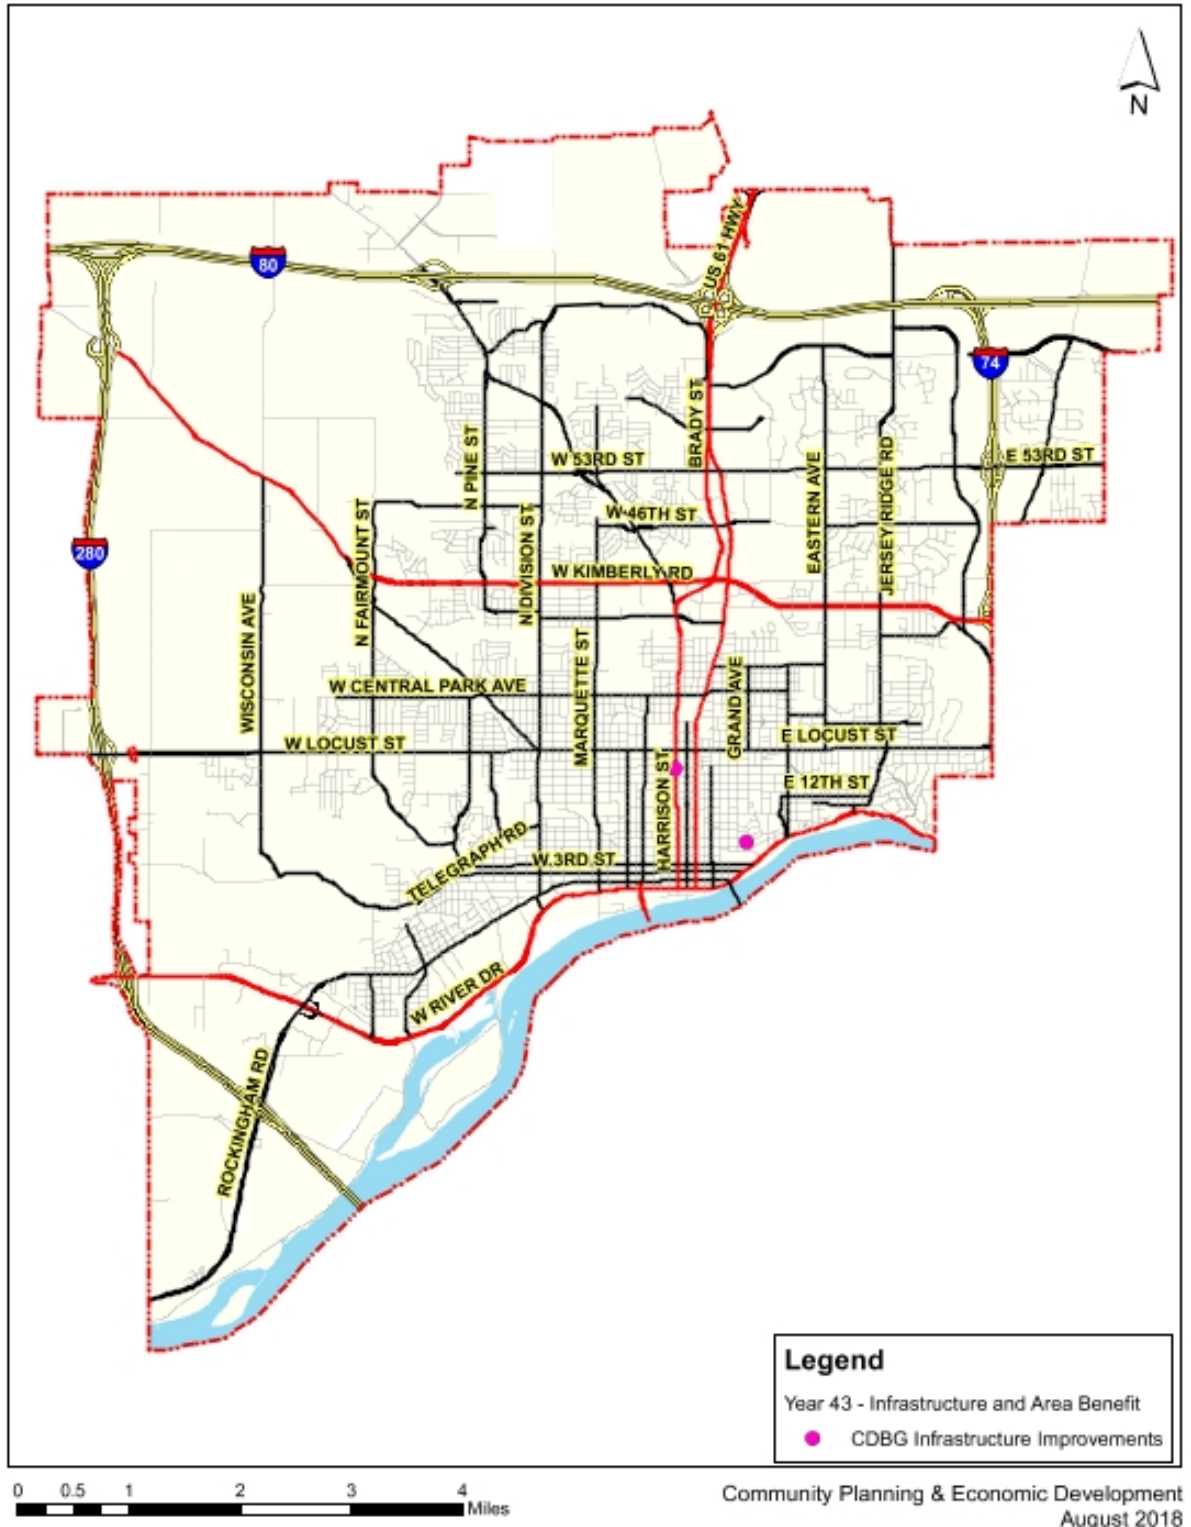 N
US 61 HWY
80
74
BRADY ST
N PINE ST
W 53RD ST
E 53RD ST
EASTERN AVE
JERSEY RIDGE RD
W 46TH ST
N FAIRMOUNT ST
N DIVISION ST
280
W KIMBERLY RD
WISCONSIN AVE
MARQUETTE ST
GRAND AVE
W CENTRAL PARK AVE
W LOCUST ST
E LOCUST ST
HARRISON ST
E 12TH ST
TELEGRAPH RD
W 3RD ST
W RIVER DR
ROCKINGHAM RD
Legend
Year 43 - Infrastructure and Area Benefit
CDBG Infrastructure Improvements
0 0.5 1 2 3 4
Miles
Community Planning & Economic Development
August 2018